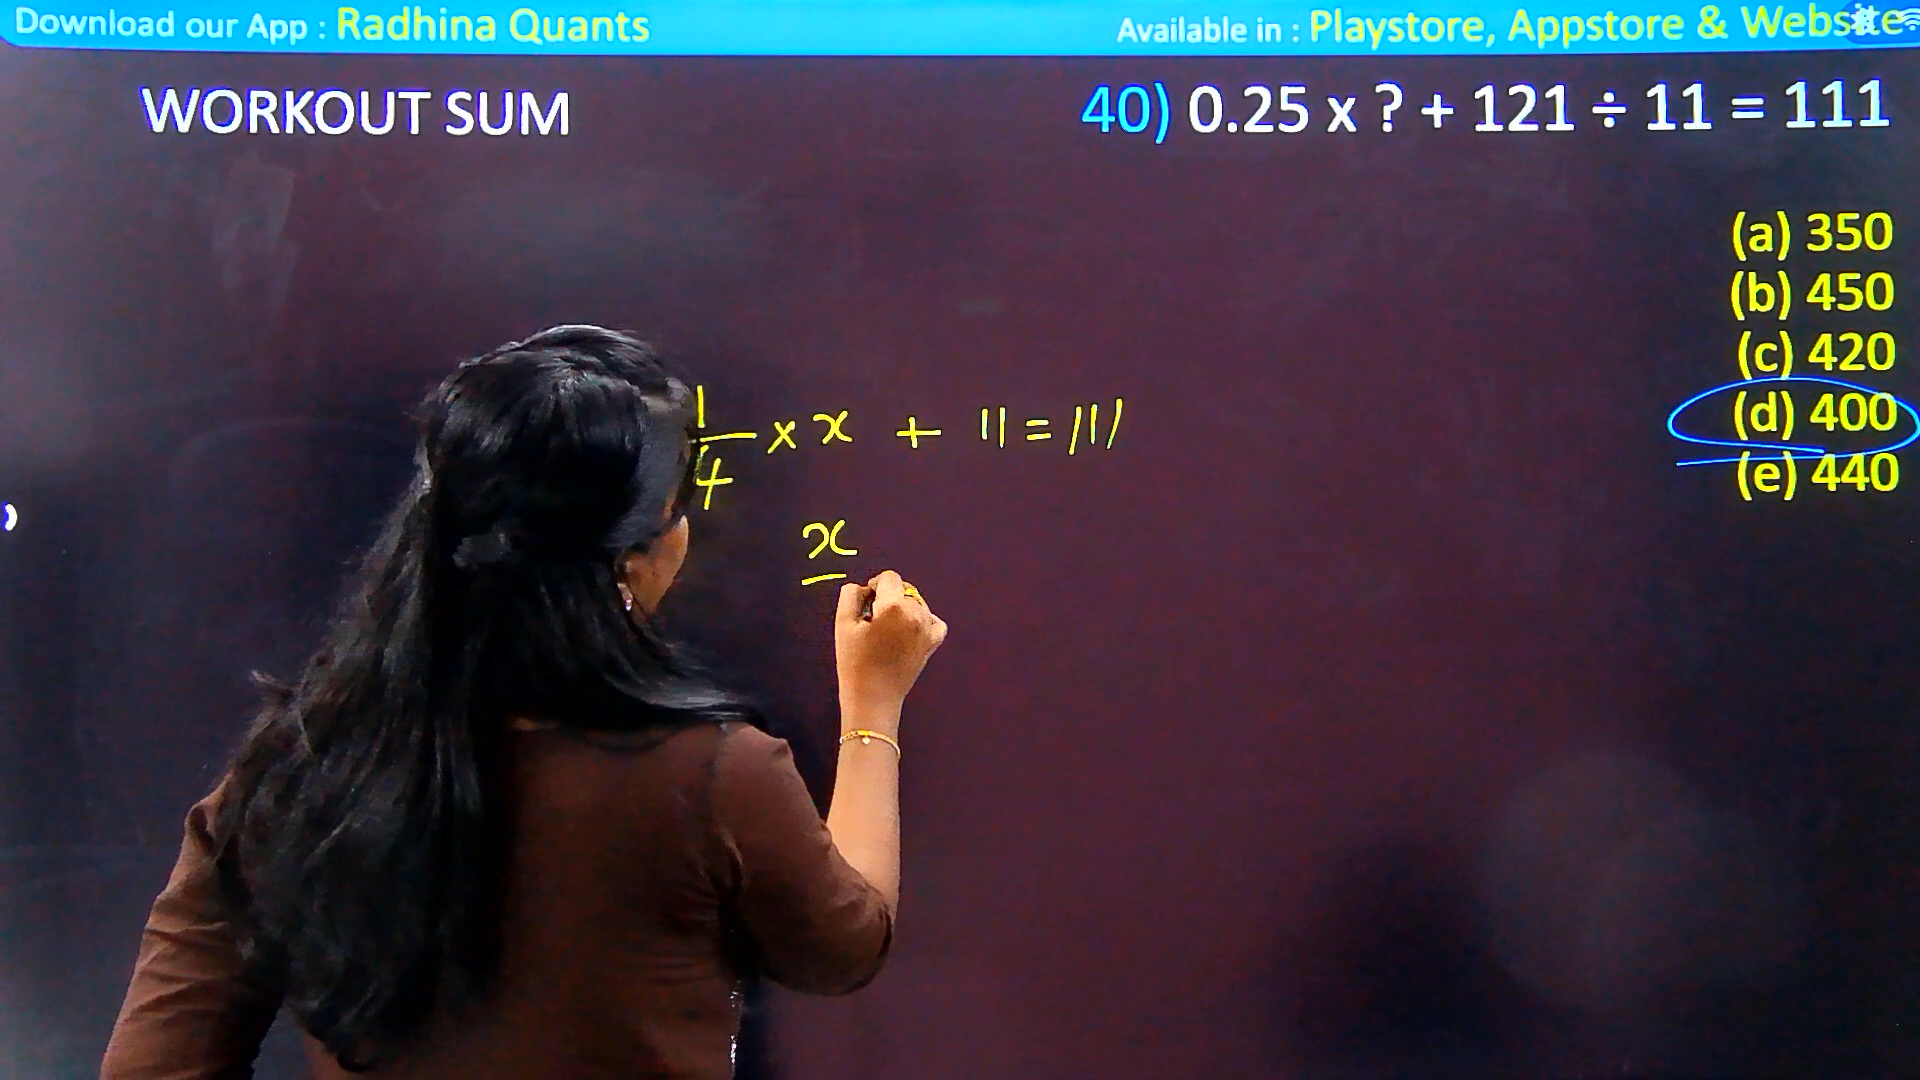 Download our App : Radhina Quants
Available in : Playstore, Appstore & Website
WORKOUT SUM
40) 0.25 x ? + 121 ÷ 11 = 111
(a) 350
(b) 450
(c) 420
(d) 400
(e) 440
1/4 × x + 11 = 111
x